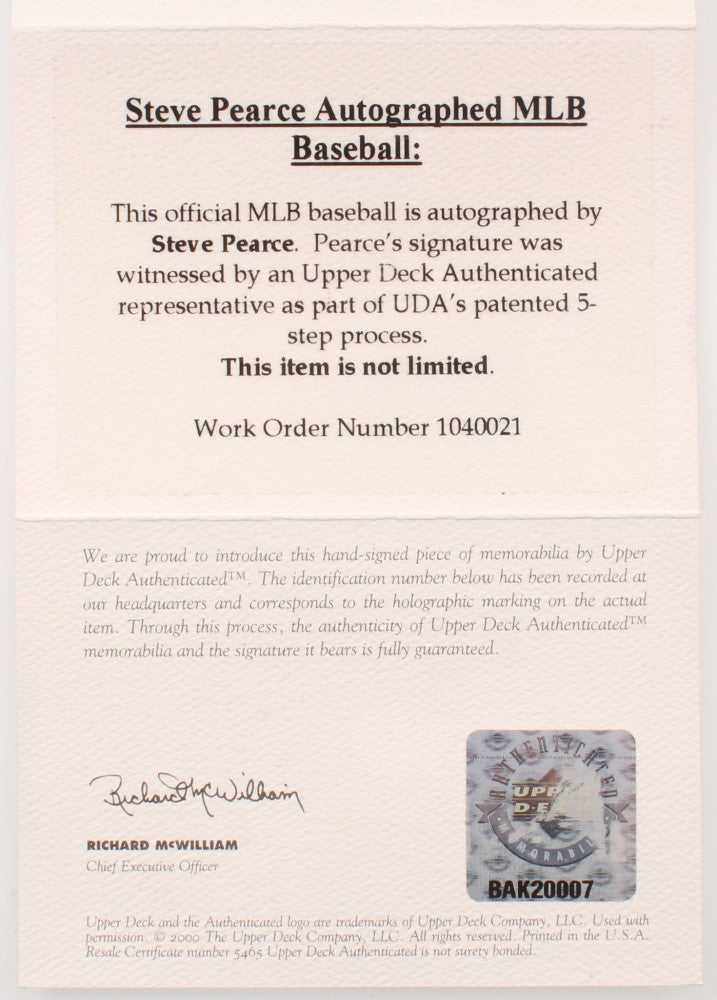 Steve Pearce Autographed MLB
Baseball:
This official MLB baseball is autographed by
Steve Pearce. Pearce's signature was
witnessed by an Upper Deck Authenticated
representative as part of UDA's patented 5-
step process.
This item is not limited.
Work Order Number 1040021
We are proud to introduce this hand-signed piece of memorabilia by Upper
Deck Authenticated™. The identification number below has been recorded at
our headquarters and corresponds to the holographic marking on the actual
item. Through this process, the authenticity of Upper Deck Authenticated™
memorabilia and the signature it bears is fully guaranteed.
Richard McWilliam
RICHARD McWILLIAM
Chief Executive Officer
AUTHENTICATED
UPP
DE
MEMORABIL
BAK20007
Upper Deck and the Authenticated logo are trademarks of Upper Deck Company, LLC. Used with
permission. © 2000 The Upper Deck Company, LLC. All rights reserved. Printed in the U.S.A.
Resale Certificate number 5465 Upper Deck Authenticated is not surety bonded.